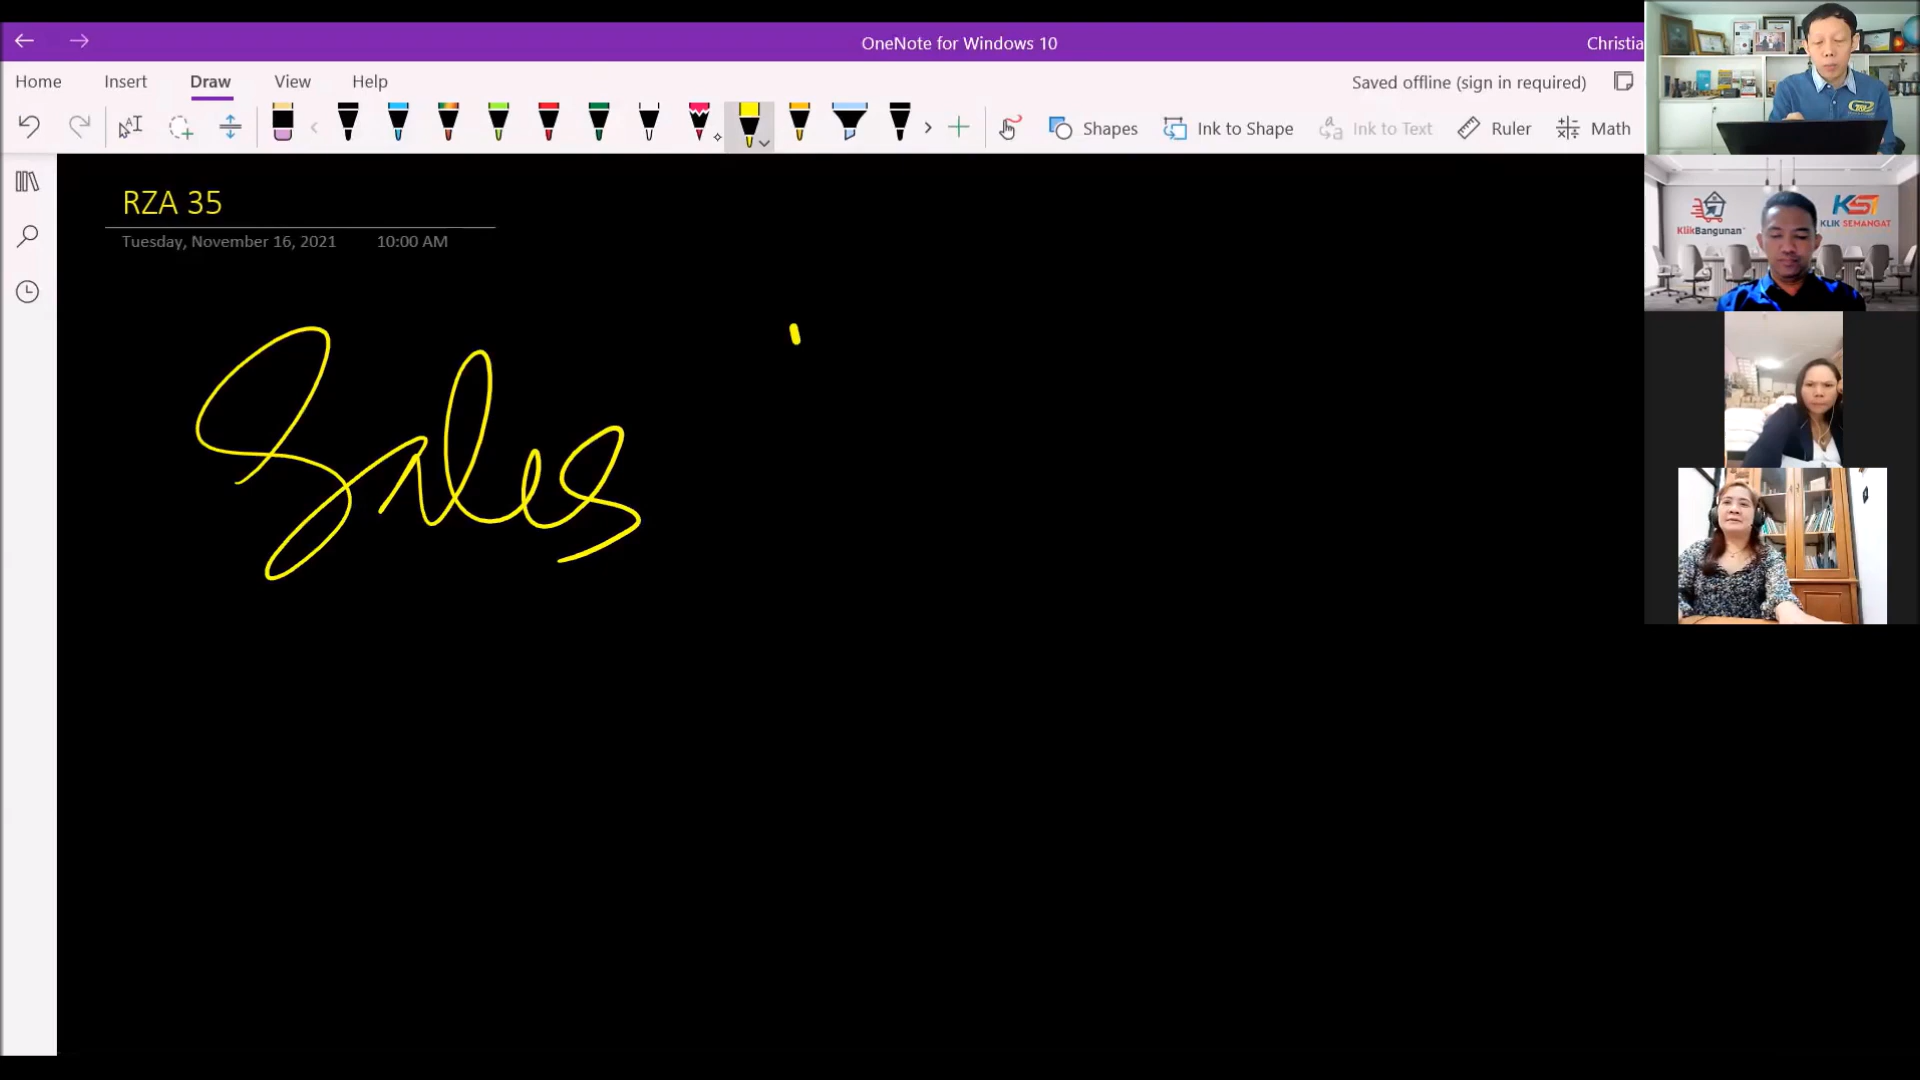 OneNote for Windows 10
Christia
Home Insert Draw View Help
Saved offline (sign in required)
Shapes Ink to Shape Ink to Text Ruler Math
RZA 35
Tuesday, November 16, 2021 10:00 AM
Sales
KlikBangunan
KSI
KLIK SEMANGAT